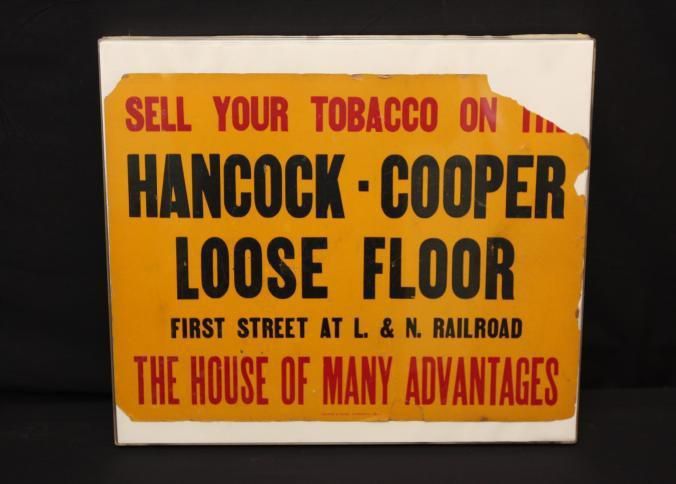 SELL YOUR TOBACCO ON
HANCOCK - COOPER
LOOSE FLOOR
FIRST STREET AT L. & N. RAILROAD
THE HOUSE OF MANY ADVANTAGES